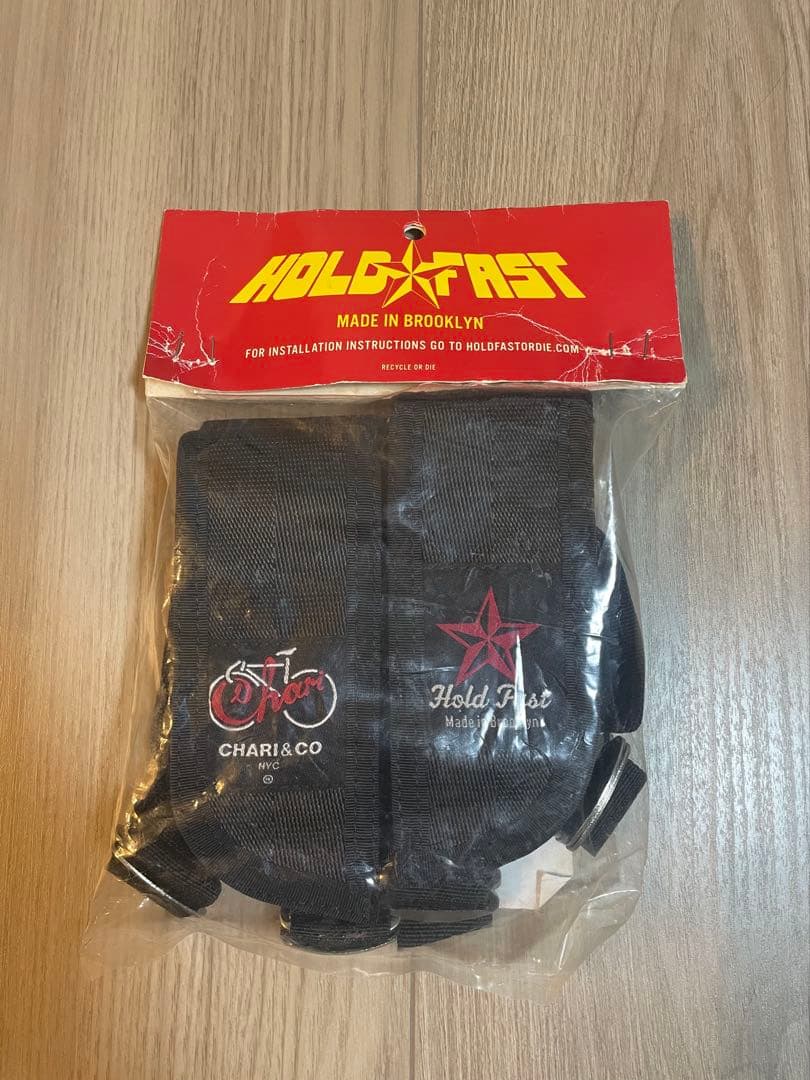 HOLD FAST
MADE IN BROOKLYN
FOR INSTALLATION INSTRUCTIONS GO TO HOLDFASTORDIE.COM
RECYCLE OR DIE
Chari
CHARI & CO
NYC
Hold Fast
Made in Brooklyn